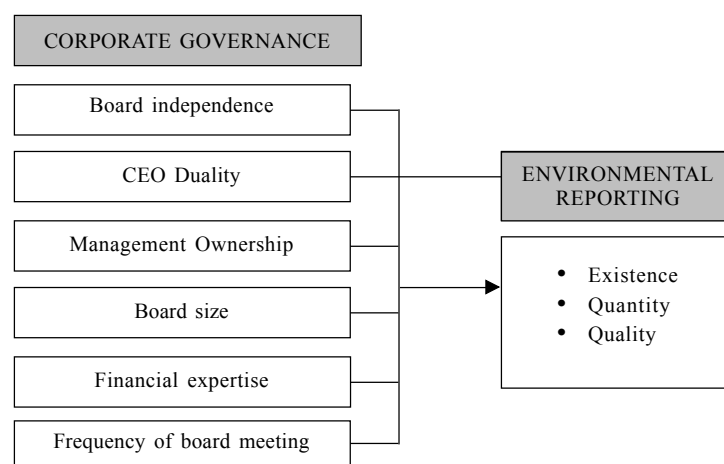 CORPORATE GOVERNANCE
Board independence
CEO Duality
Management Ownership
Board size
Financial expertise
Frequency of board meeting
ENVIRONMENTAL
REPORTING
• Existence
• Quantity
• Quality